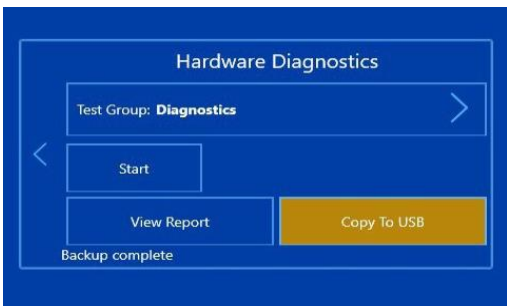 Hardware Diagnostics
Test Group: Diagnostics
Start
View Report
Copy To USB
Backup complete